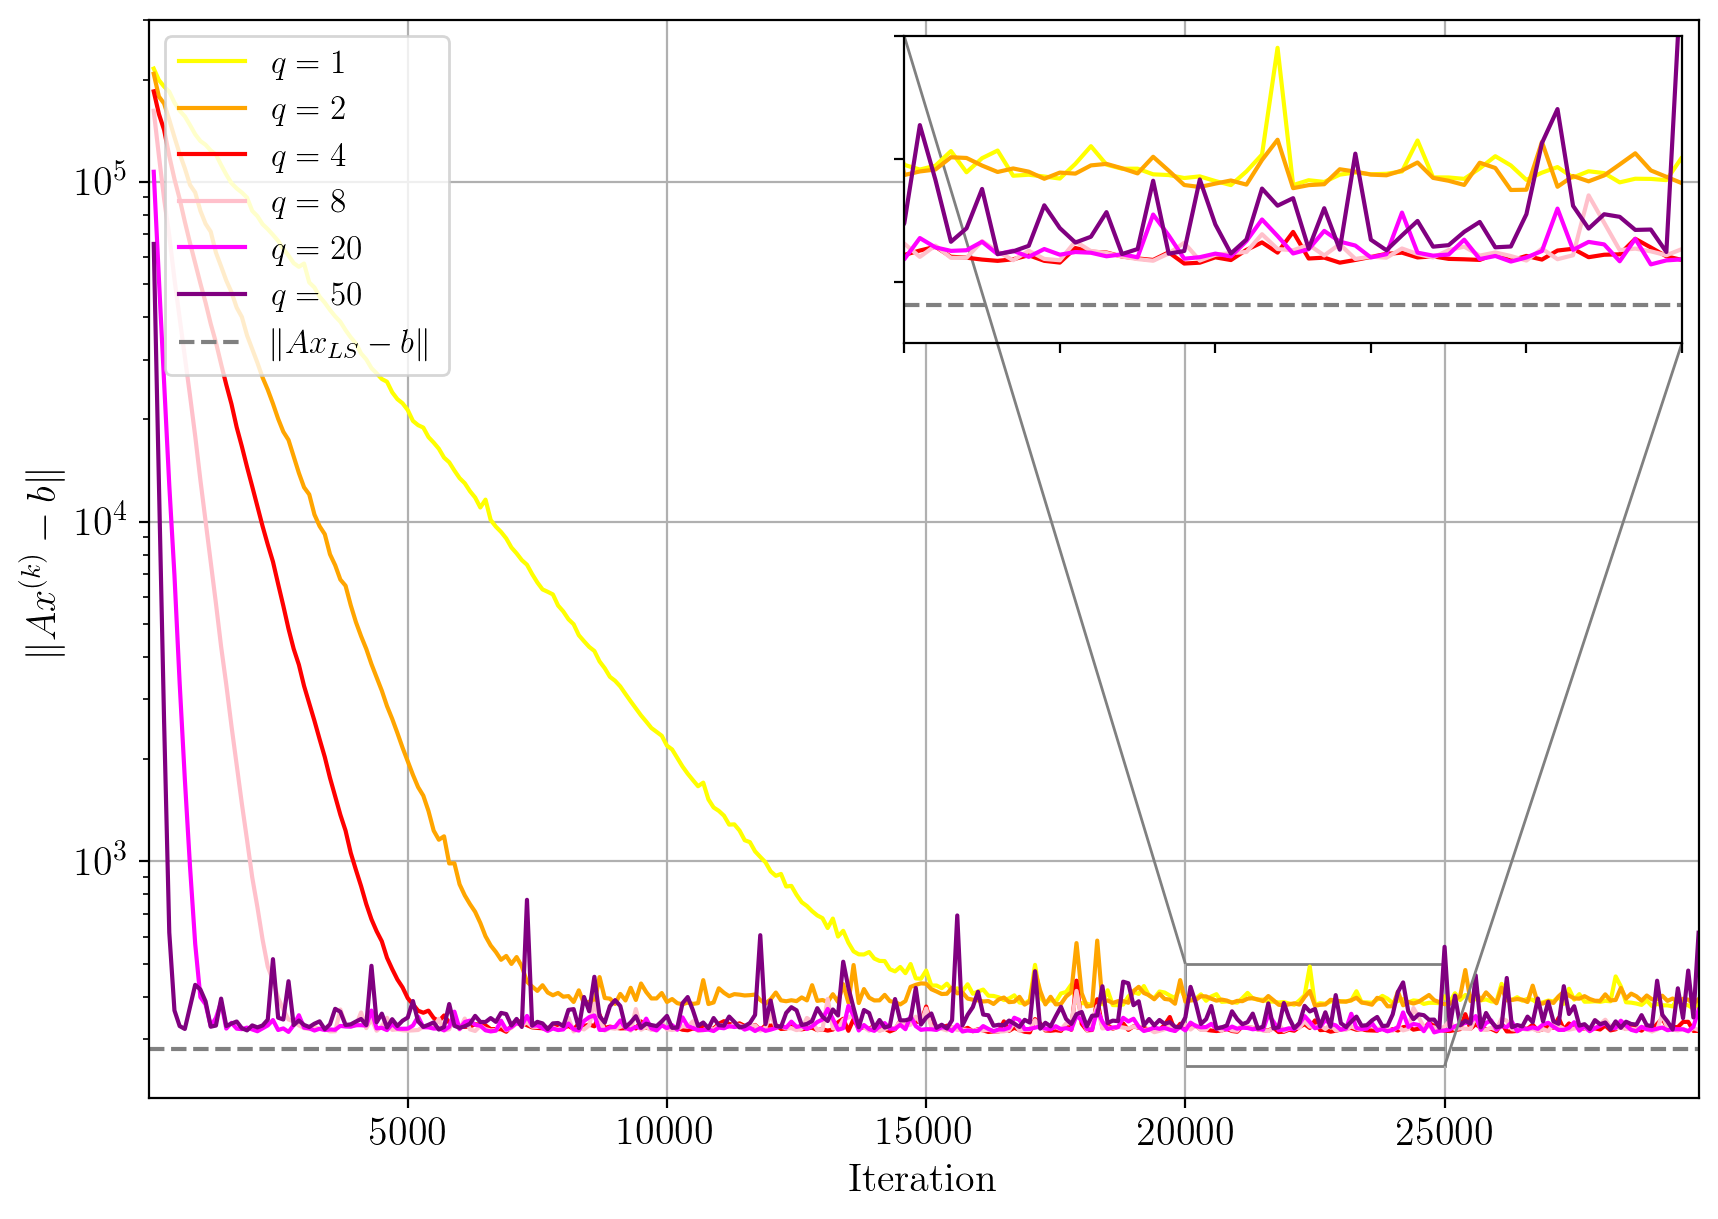 q = 1
q = 2
q = 4
q = 8
q = 20
q = 50
‖Ax_{LS} − b‖
10^5
10^4
10^3
‖Ax^{(k)} − b‖
5000 10000 15000 20000 25000
Iteration